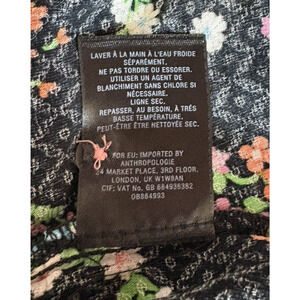 LAVER À LA MAIN À L'EAU FROIDE
SÉPARÉMENT,
NE PAS TORDRE OU ESSORER.
UTILISER UN AGENT DE
BLANCHIMENT SANS CHLORE SI
NÉCESSAIRE.
LIGNE SEC.
REPASSER, AU BESOIN, À TRÉS
BASSE TEMPÉRATURE.
PEUT-ÊTRE ÊTRE NETTOYÉE SEC.
FOR EU: IMPORTED BY
ANTHROPOLOGIE
4 MARKET PLACE, 3RD FLOOR,
LONDON, UK W1W8AN
CIF: VAT No. GB 684935382
OB884993